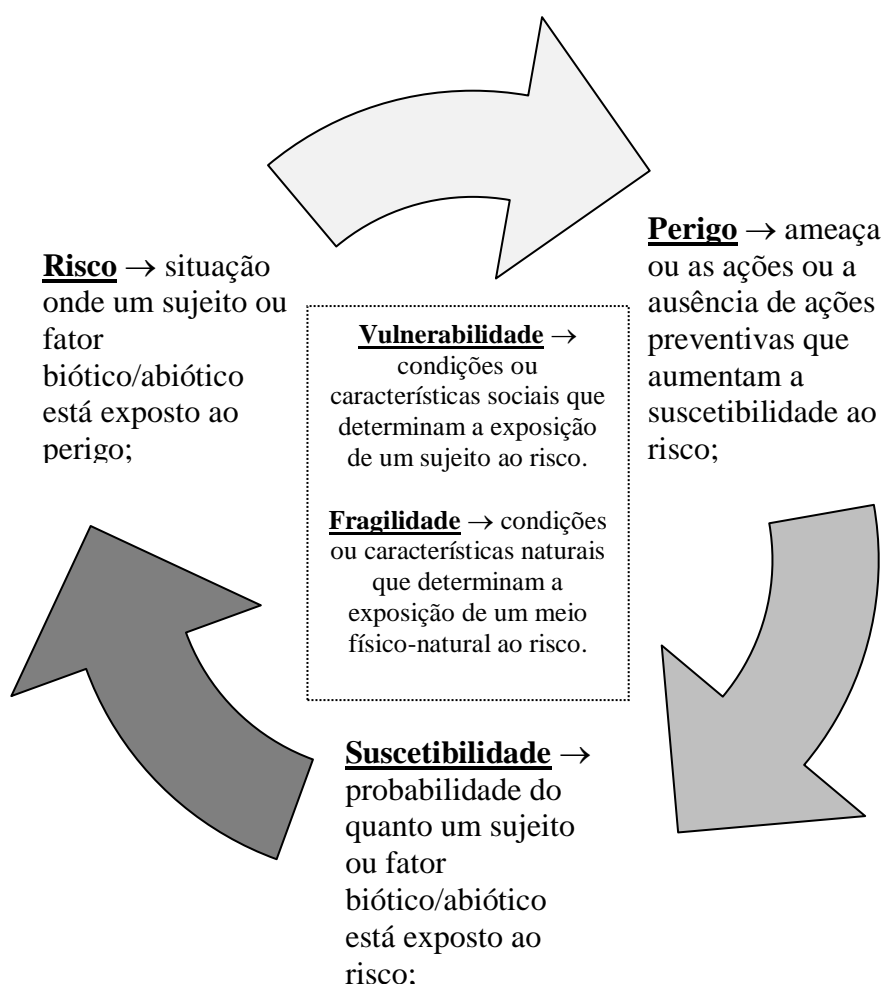 Risco → situação
onde um sujeito ou
fator
biótico/abiótico
está exposto ao
perigo;
Perigo → ameaça
ou as ações ou a
ausência de ações
preventivas que
aumentam a
suscetibilidade ao
risco;
Vulnerabilidade →
condições ou
características sociais que
determinam a exposição
de um sujeito ao risco.
Fragilidade → condições
ou características naturais
que determinam a
exposição de um meio
físico-natural ao risco.
Suscetibilidade →
probabilidade do
quanto um sujeito
ou fator
biótico/abiótico
está exposto ao
risco;